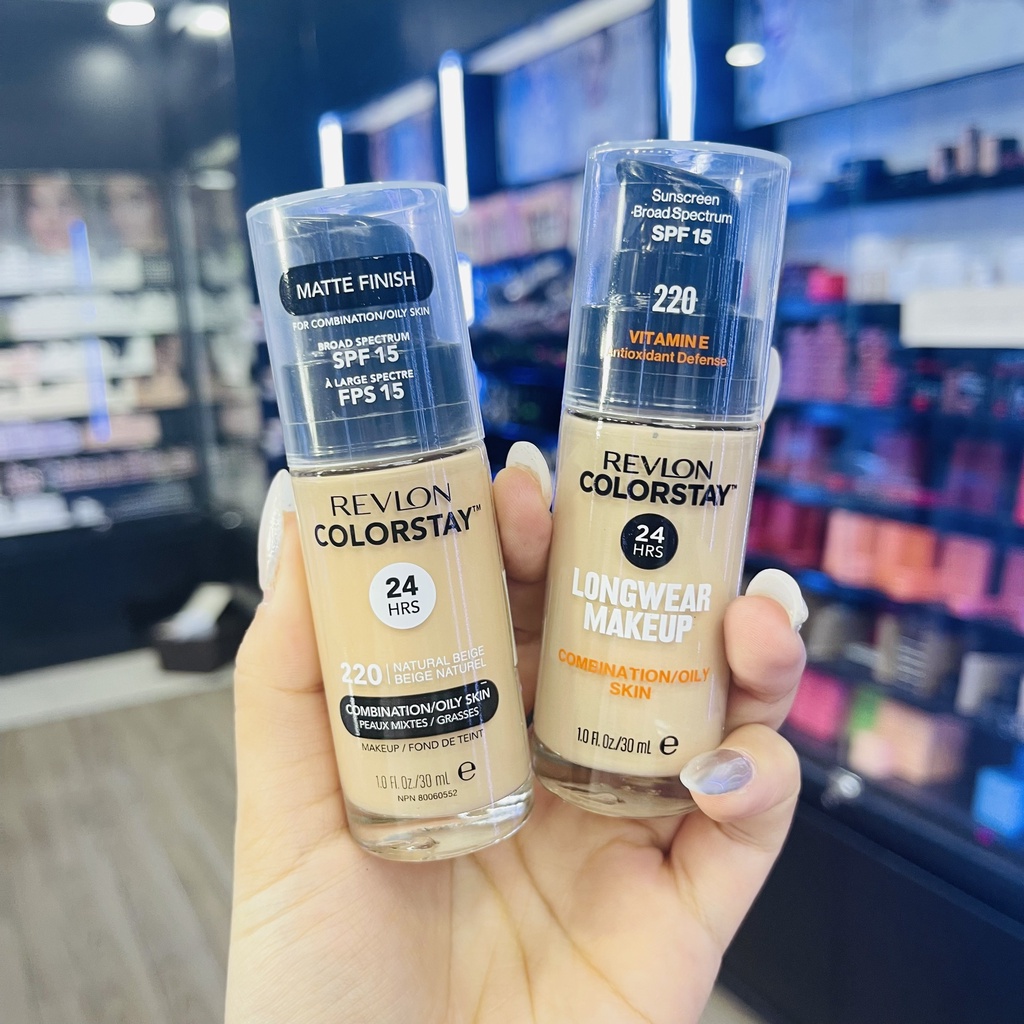 MATTE FINISH
FOR COMBINATION/OILY SKIN
BROAD SPECTRUM
SPF 15
À LARGE SPECTRE
FPS 15
REVLON
COLORSTAY™
24
HRS
220 | NATURAL BEIGE
BEIGE NATUREL
COMBINATION/OILY SKIN
PEAUX MIXTES / GRASSES
MAKEUP / FOND DE TEINT
1.0 Fl. Oz./30 mL e
NPN 80060552
Sunscreen
Broad Spectrum
SPF 15
220
VITAMIN E
Antioxidant Defense
REVLON
COLORSTAY™
24
HRS
LONGWEAR
MAKEUP
COMBINATION/OILY
SKIN
1.0 Fl. Oz./30 mL e